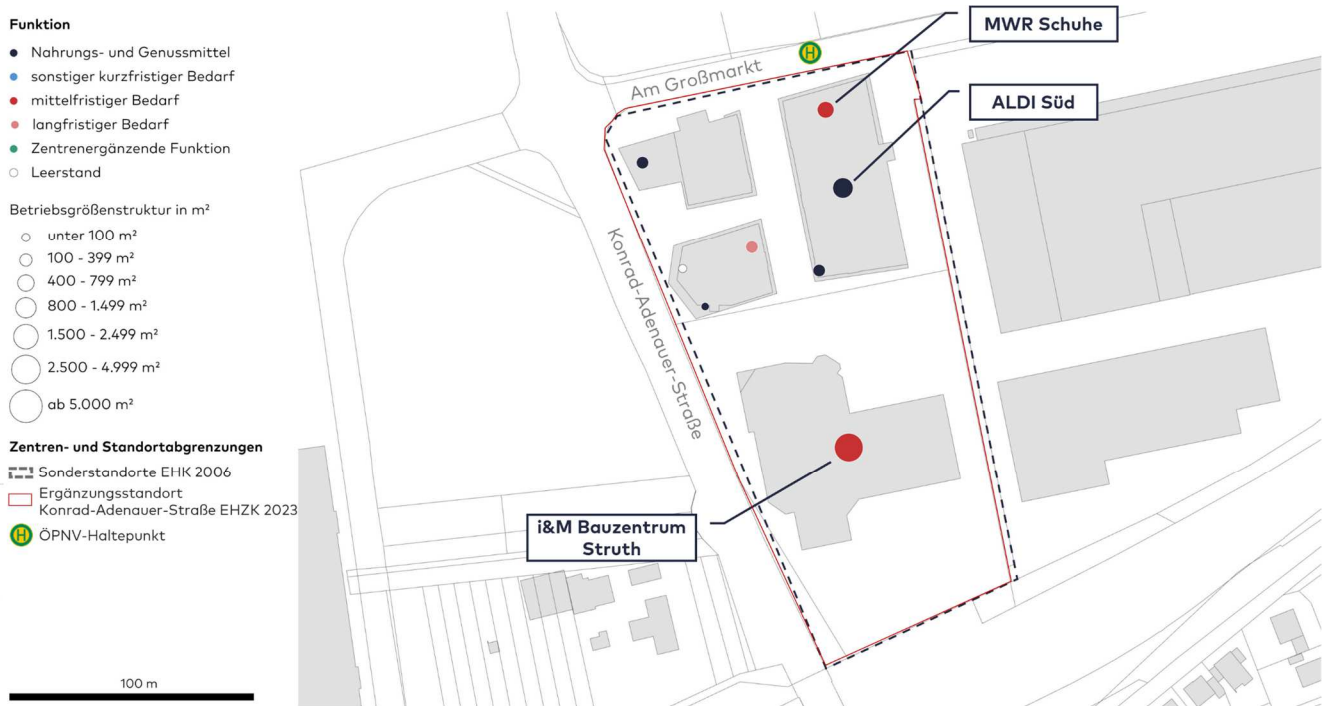 Funktion
Nahrungs- und Genussmittel
sonstiger kurzfristiger Bedarf
mittelfristiger Bedarf
langfristiger Bedarf
Zentrenergänzende Funktion
Leerstand
Betriebsgrößenstruktur in m²
unter 100 m²
100 - 399 m²
400 - 799 m²
800 - 1.499 m²
1.500 - 2.499 m²
2.500 - 4.999 m²
ab 5.000 m²
Zentren- und Standortabgrenzungen
Sonderstandorte EHK 2006
Ergänzungsstandort
Konrad-Adenauer-Straße EHZK 2023
H ÖPNV-Haltepunkt
100 m
MWR Schuhe
H
Am Großmarkt
ALDI Süd
Konrad-Adenauer-Straße
i&M Bauzentrum
Struth